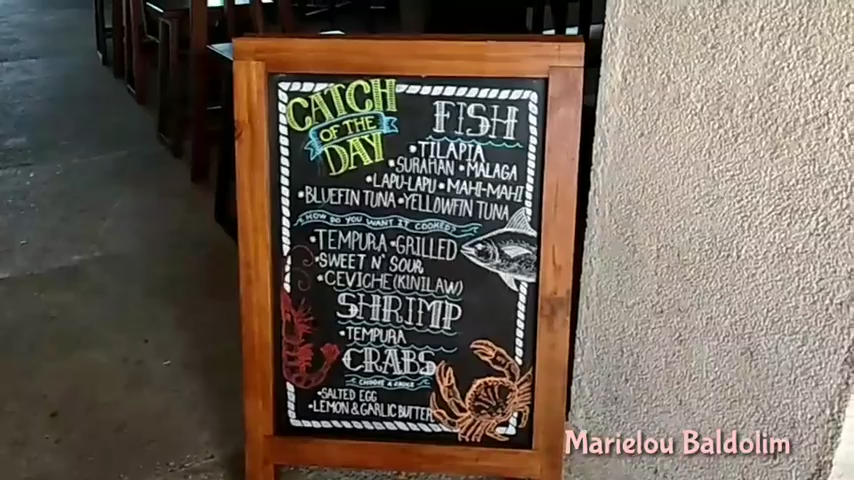 CATCH
OF THE
DAY
FISH
•TILAPIA
•SURAHAN •MALAGA
•LAPU-LAPU •MAHI-MAHI
•BLUEFIN TUNA •YELLOWFIN TUNA
HOW DO YOU WANT IT COOKED?
•TEMPURA •GRILLED
•SWEET N' SOUR
•CEVICHE (KINILAW)
SHRIMP
•TEMPURA
CRABS
CHOOSE A SAUCE
•SALTED EGG
•LEMON & GARLIC BUTTER
Marielou Baldolim